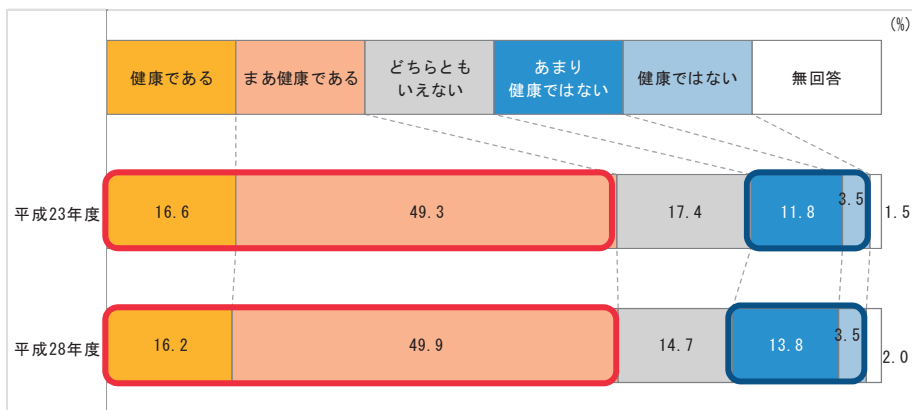 (%)
健康である
まあ健康である
どちらとも
いえない
あまり
健康ではない
健康ではない
無回答
平成23年度
16.6
49.3
17.4
11.8
3.5
1.5
平成28年度
16.2
49.9
14.7
13.8
3.5
2.0